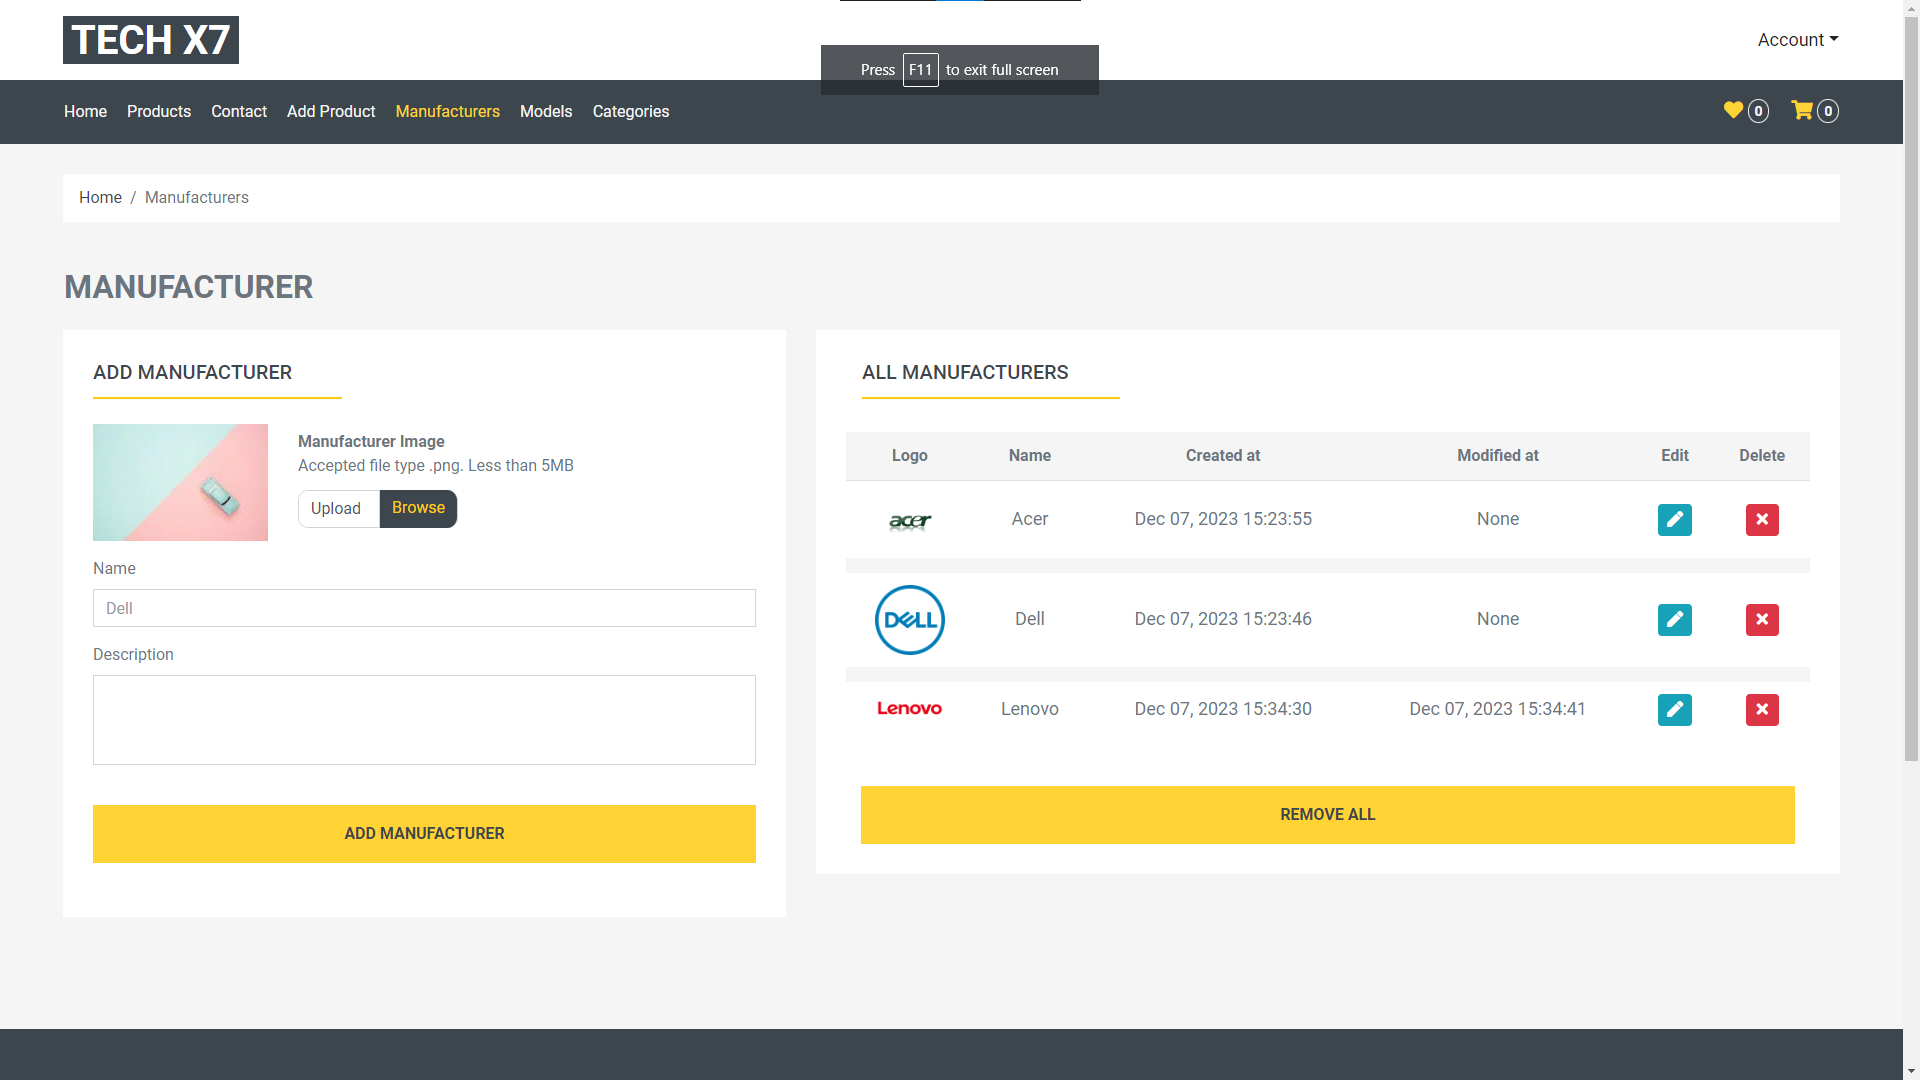 TECH X7
Account
Press F11 to exit full screen
Home Products Contact Add Product Manufacturers Models Categories
0 0
Home / Manufacturers
MANUFACTURER
ADD MANUFACTURER
Manufacturer Image
Accepted file type .png. Less than 5MB
Upload Browse
Name
Dell
Description
ADD MANUFACTURER
ALL MANUFACTURERS
Logo Name Created at Modified at Edit Delete
acer Acer Dec 07, 2023 15:23:55 None
DELL Dell Dec 07, 2023 15:23:46 None
Lenovo Lenovo Dec 07, 2023 15:34:30 Dec 07, 2023 15:34:41
REMOVE ALL